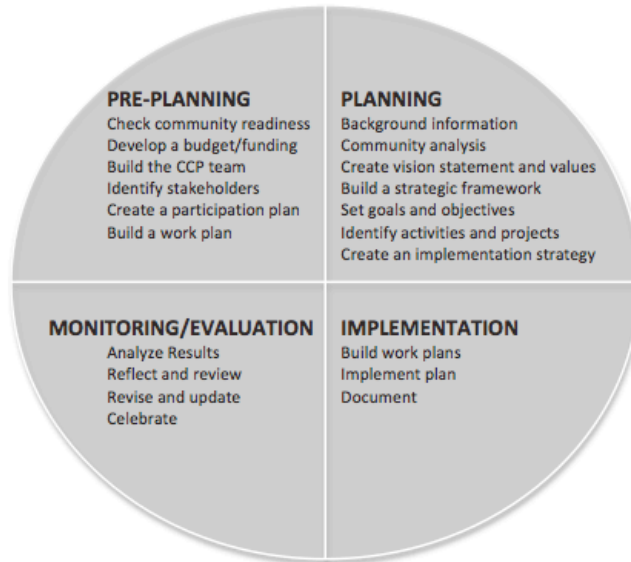 PRE-PLANNING
Check community readiness
Develop a budget/funding
Build the CCP team
Identify stakeholders
Create a participation plan
Build a work plan
PLANNING
Background information
Community analysis
Create vision statement and values
Build a strategic framework
Set goals and objectives
Identify activities and projects
Create an implementation strategy
MONITORING/EVALUATION
Analyze Results
Reflect and review
Revise and update
Celebrate
IMPLEMENTATION
Build work plans
Implement plan
Document